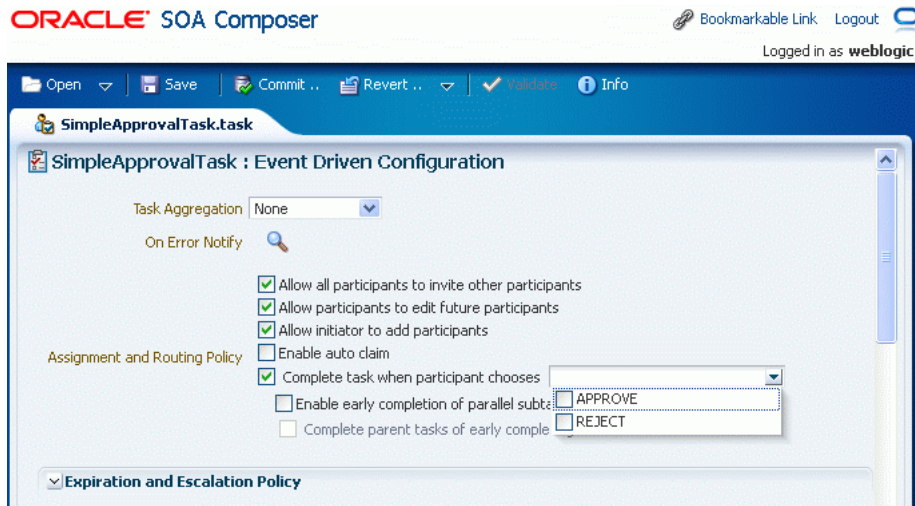 ORACLE SOA Composer
Bookmarkable Link Logout
Logged in as weblogic
Open Save Commit .. Revert .. Validate Info
SimpleApprovalTask.task
SimpleApprovalTask : Event Driven Configuration
Task Aggregation None
On Error Notify
Allow all participants to invite other participants
Allow participants to edit future participants
Allow initiator to add participants
Assignment and Routing Policy Enable auto claim
Complete task when participant chooses
APPROVE
Enable early completion of parallel
REJECT
Complete parent tasks of early
Expiration and Escalation Policy